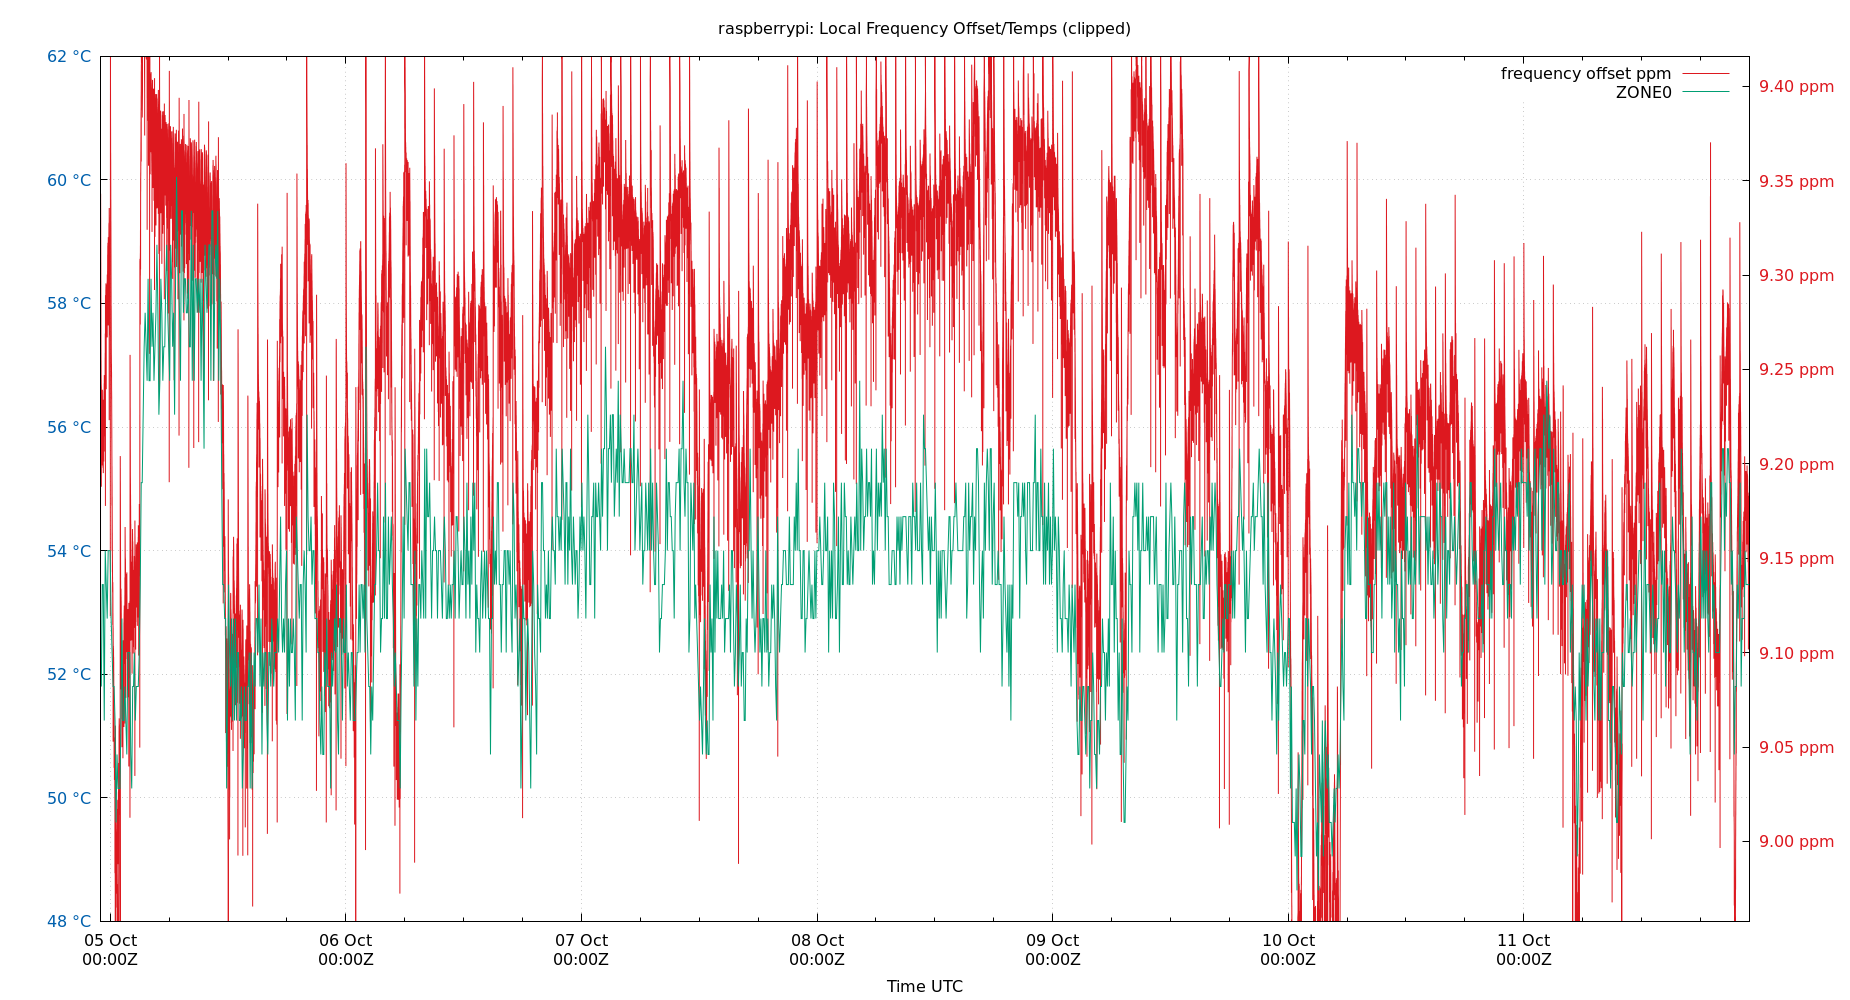 raspberrypi: Local Frequency Offset/Temps (clipped)
frequency offset ppm
ZONE0
62 °C
60 °C
58 °C
56 °C
54 °C
52 °C
50 °C
48 °C
9.40 ppm
9.35 ppm
9.30 ppm
9.25 ppm
9.20 ppm
9.15 ppm
9.10 ppm
9.05 ppm
9.00 ppm
05 Oct
00:00Z
06 Oct
00:00Z
07 Oct
00:00Z
08 Oct
00:00Z
09 Oct
00:00Z
10 Oct
00:00Z
11 Oct
00:00Z
Time UTC